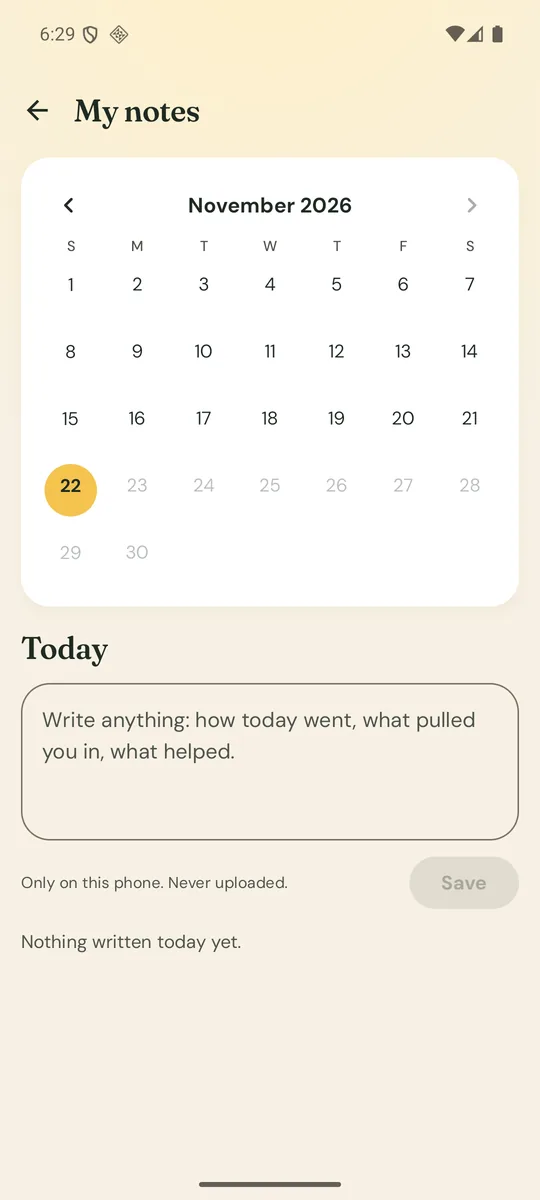 6:29
My notes
November 2026
S M T W T F S
1 2 3 4 5 6 7
8 9 10 11 12 13 14
15 16 17 18 19 20 21
22 23 24 25 26 27 28
29 30
Today
Write anything: how today went, what pulled
you in, what helped.
Only on this phone. Never uploaded.
Save
Nothing written today yet.